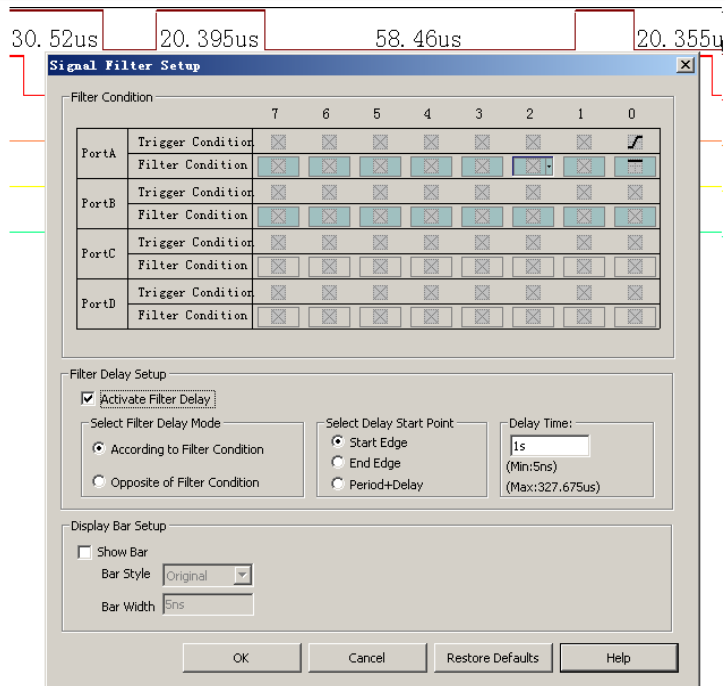 30.52us 20.395us 58.46us 20.355u
Signal Filter Setup
Filter Condition
7 6 5 4 3 2 1 0
PortA
Trigger Condition
Filter Condition
PortB
Trigger Condition
Filter Condition
PortC
Trigger Condition
Filter Condition
PortD
Trigger Condition
Filter Condition
Filter Delay Setup
Activate Filter Delay
Select Filter Delay Mode
According to Filter Condition
Opposite of Filter Condition
Select Delay Start Point
Start Edge
End Edge
Period+Delay
Delay Time:
1s
(Min:5ns)
(Max:327.675us)
Display Bar Setup
Show Bar
Bar Style Original
Bar Width 5ns
OK Cancel Restore Defaults Help